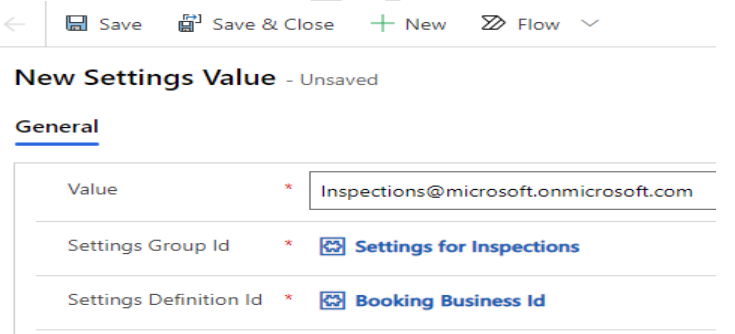 Save Save & Close New Flow
New Settings Value - Unsaved
General
Value * Inspections@microsoft.onmicrosoft.com
Settings Group Id * Settings for Inspections
Settings Definition Id * Booking Business Id